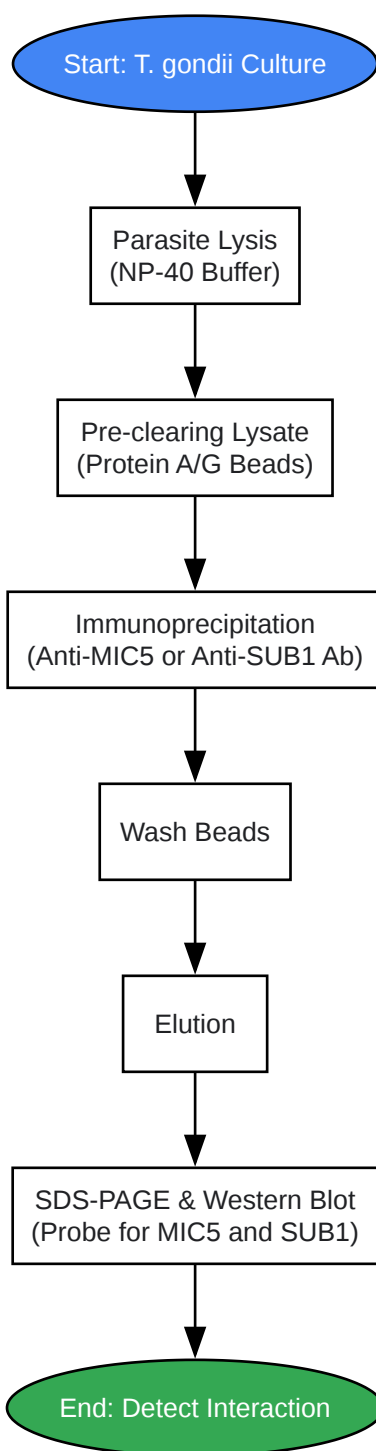 Start: T. gondii Culture
Parasite Lysis
(NP-40 Buffer)
Pre-clearing Lysate
(Protein A/G Beads)
Immunoprecipitation
(Anti-MIC5 or Anti-SUB1 Ab)
Wash Beads
Elution
SDS-PAGE & Western Blot
(Probe for MIC5 and SUB1)
End: Detect Interaction